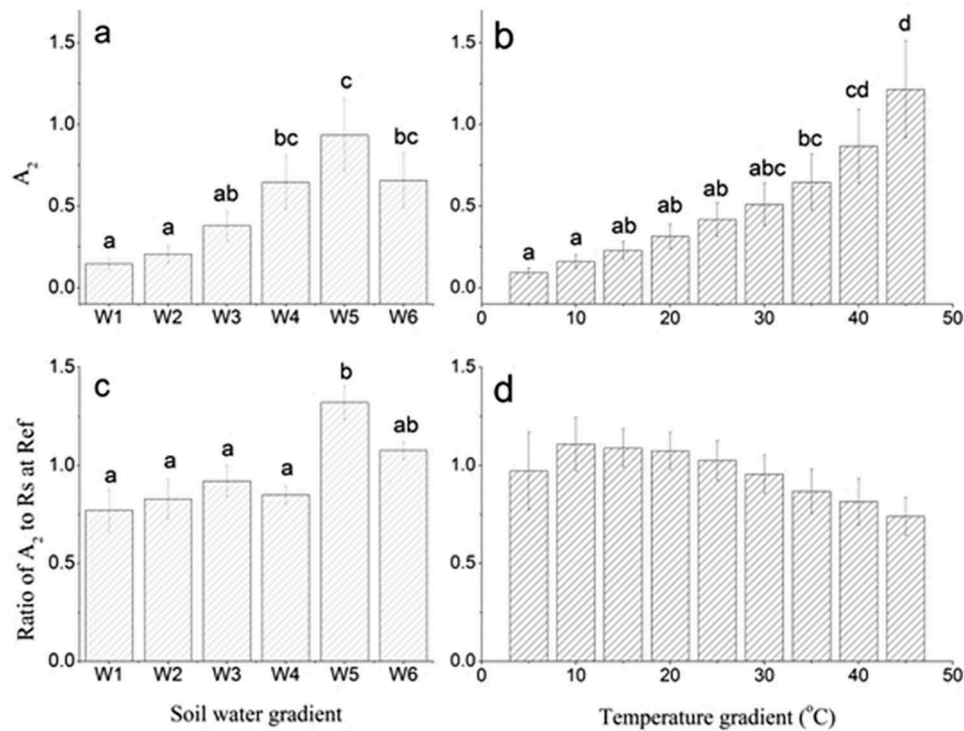 a
1.5
1.0
0.5
0.0
A2
a a ab bc c bc
W1 W2 W3 W4 W5 W6
b
a a ab ab ab abc bc cd d
0 10 20 30 40 50
c
1.5
1.0
0.5
0.0
Ratio of A2 to Rs at Ref
a a a a b ab
W1 W2 W3 W4 W5 W6
Soil water gradient
d
0 10 20 30 40 50
Temperature gradient (°C)